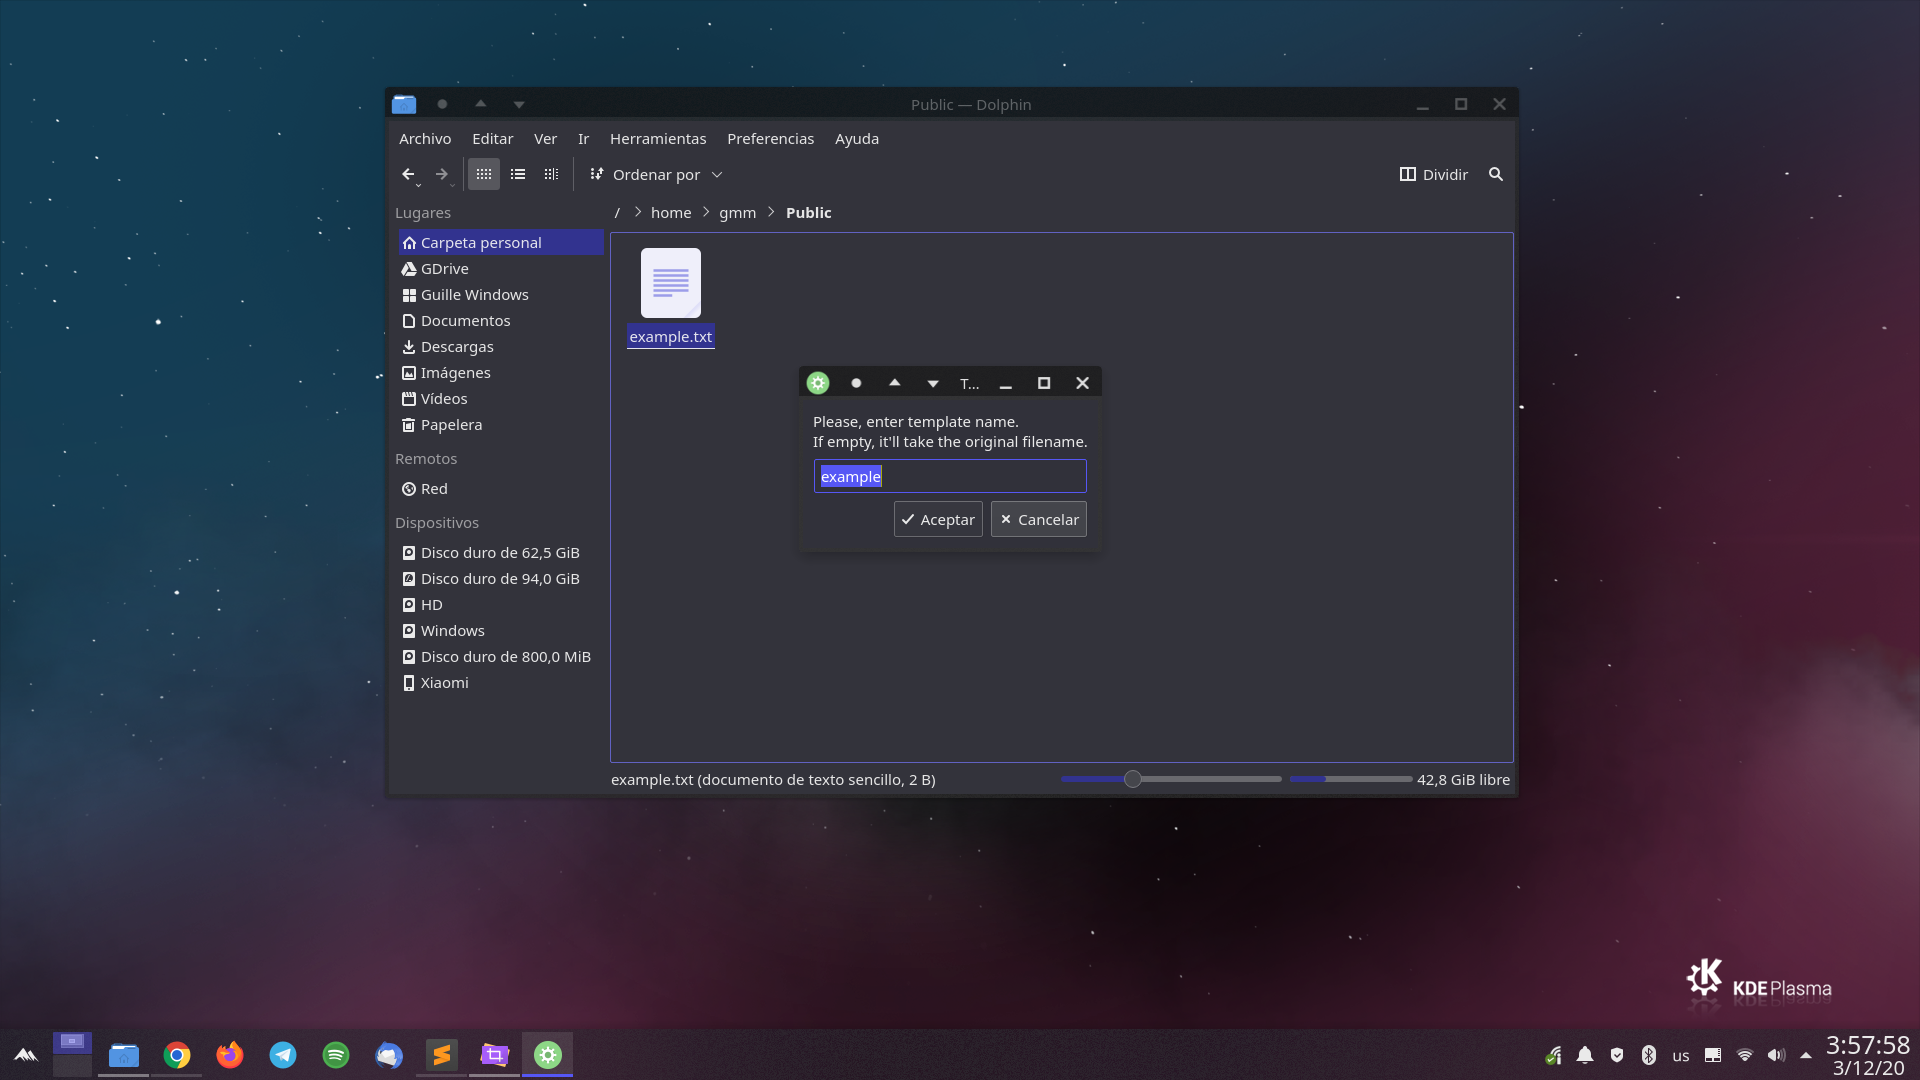 Public — Dolphin
Archivo Editar Ver Ir Herramientas Preferencias Ayuda
Ordenar por
Dividir
Lugares
/ home gmm Public
Carpeta personal
GDrive
Guille Windows
Documentos
Descargas
Imágenes
Vídeos
Papelera
Remotos
Red
Dispositivos
Disco duro de 62,5 GiB
Disco duro de 94,0 GiB
HD
Windows
Disco duro de 800,0 MiB
Xiaomi
example.txt
T...
Please, enter template name.
If empty, it'll take the original filename.
example
Aceptar Cancelar
example.txt (documento de texto sencillo, 2 B)
42,8 GiB libre
KDE Plasma
us
3:57:58
3/12/20